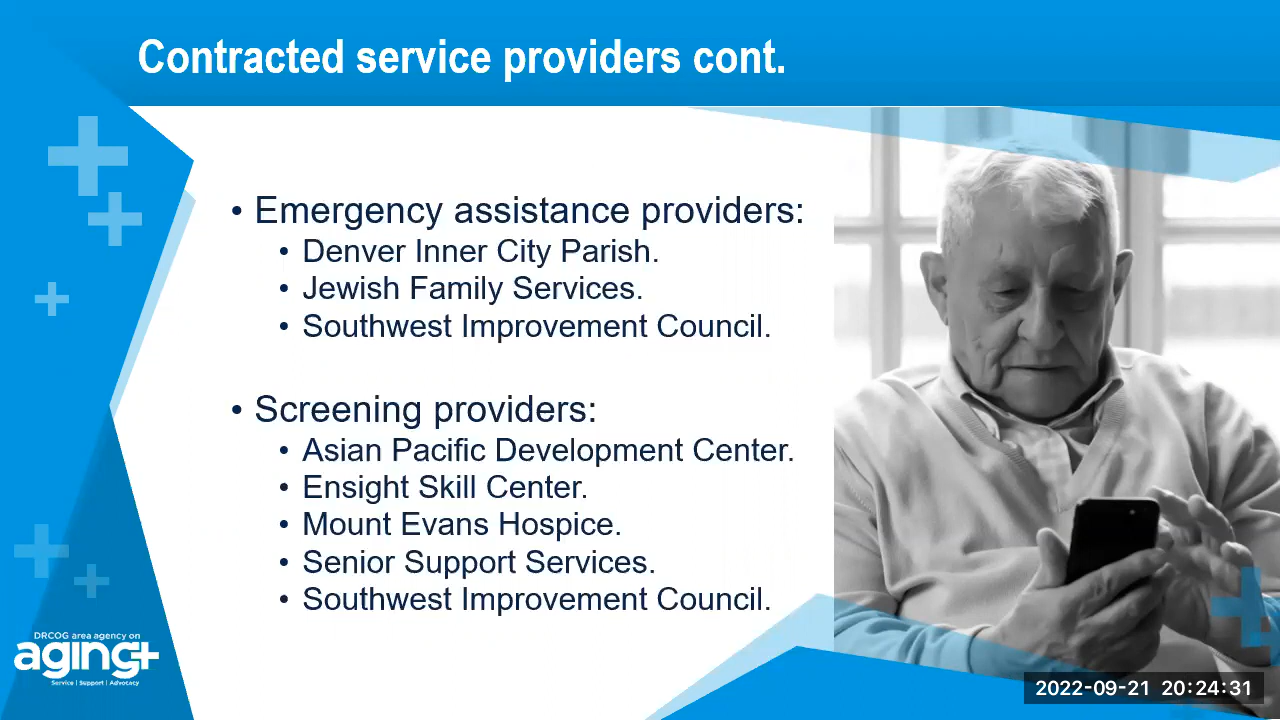 Contracted service providers cont.
• Emergency assistance providers:
• Denver Inner City Parish.
• Jewish Family Services.
• Southwest Improvement Council.
• Screening providers:
• Asian Pacific Development Center.
• Ensight Skill Center.
• Mount Evans Hospice.
• Senior Support Services.
• Southwest Improvement Council.
DRCOG area agency on
aging+
Service | Support | Advocacy
2022-09-21 20:24:31